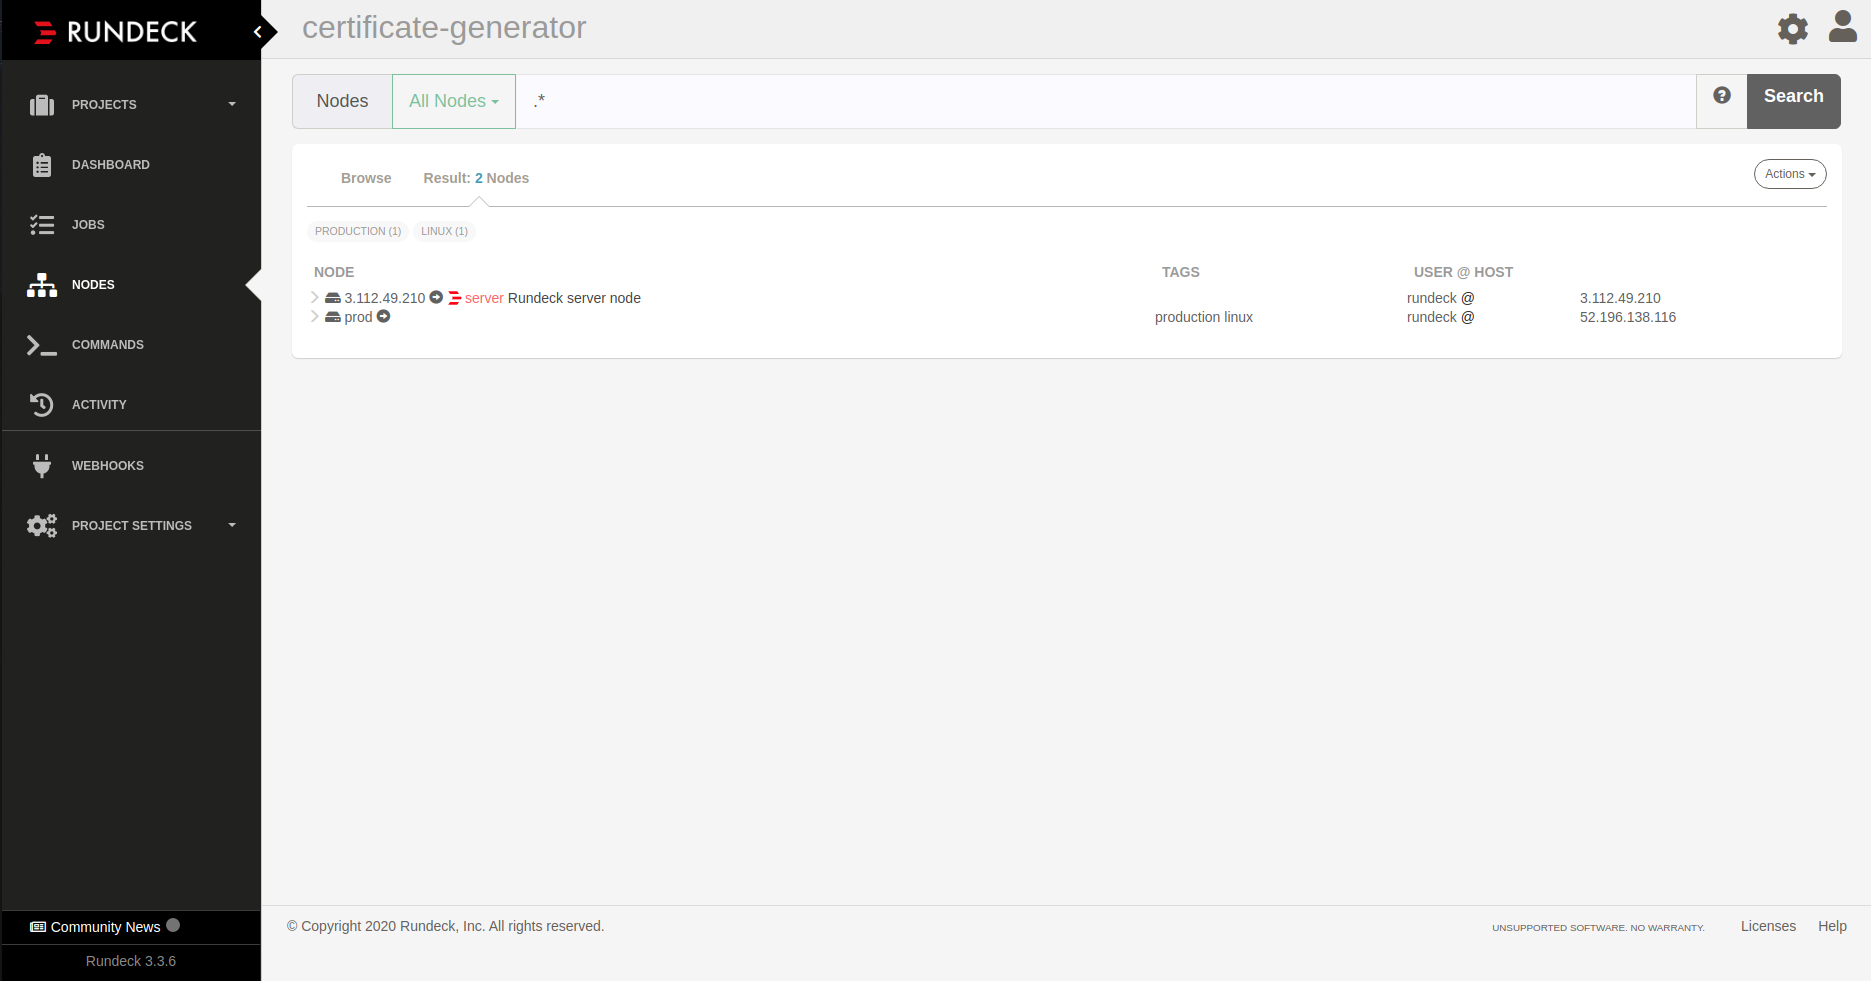 RUNDECK
certificate-generator
PROJECTS
DASHBOARD
JOBS
NODES
COMMANDS
ACTIVITY
WEBHOOKS
PROJECT SETTINGS
Nodes All Nodes .* Search
Browse Result: 2 Nodes Actions
PRODUCTION (1) LINUX (1)
NODE TAGS USER @ HOST
3.112.49.210 server Rundeck server node rundeck @ 3.112.49.210
prod production linux rundeck @ 52.196.138.116
Community News
Rundeck 3.3.6
© Copyright 2020 Rundeck, Inc. All rights reserved. UNSUPPORTED SOFTWARE. NO WARRANTY. Licenses Help